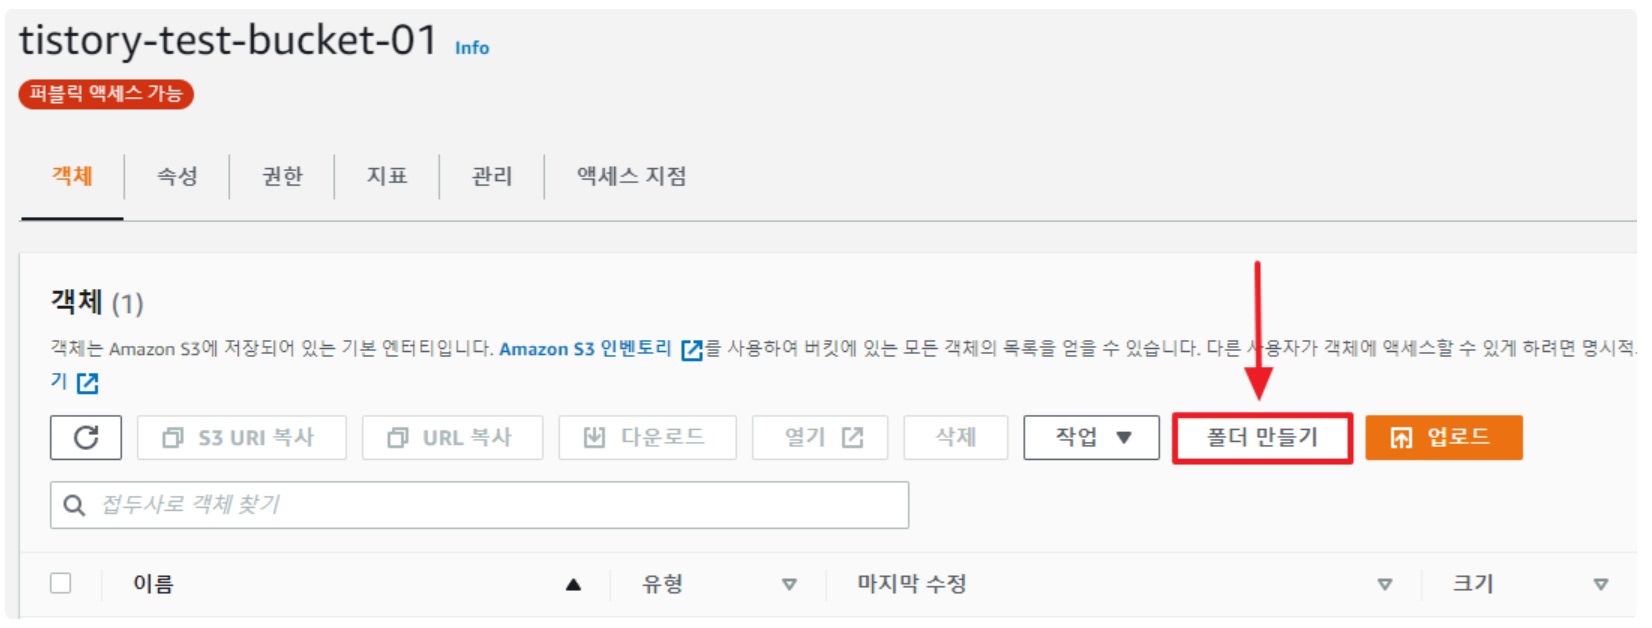 tistory-test-bucket-01 Info
퍼블릭 액세스 가능
객체 속성 권한 지표 관리 액세스 지점
객체 (1)
객체는 Amazon S3에 저장되어 있는 기본 엔터티입니다. Amazon S3 인벤토리 를 사용하여 버킷에 있는 모든 객체의 목록을 얻을 수 있습니다. 다른 사용자가 객체에 액세스할 수 있게 하려면 명시적
기
S3 URI 복사 URL 복사 다운로드 열기 삭제 작업 폴더 만들기 업로드
접두사로 객체 찾기
이름 유형 마지막 수정 크기